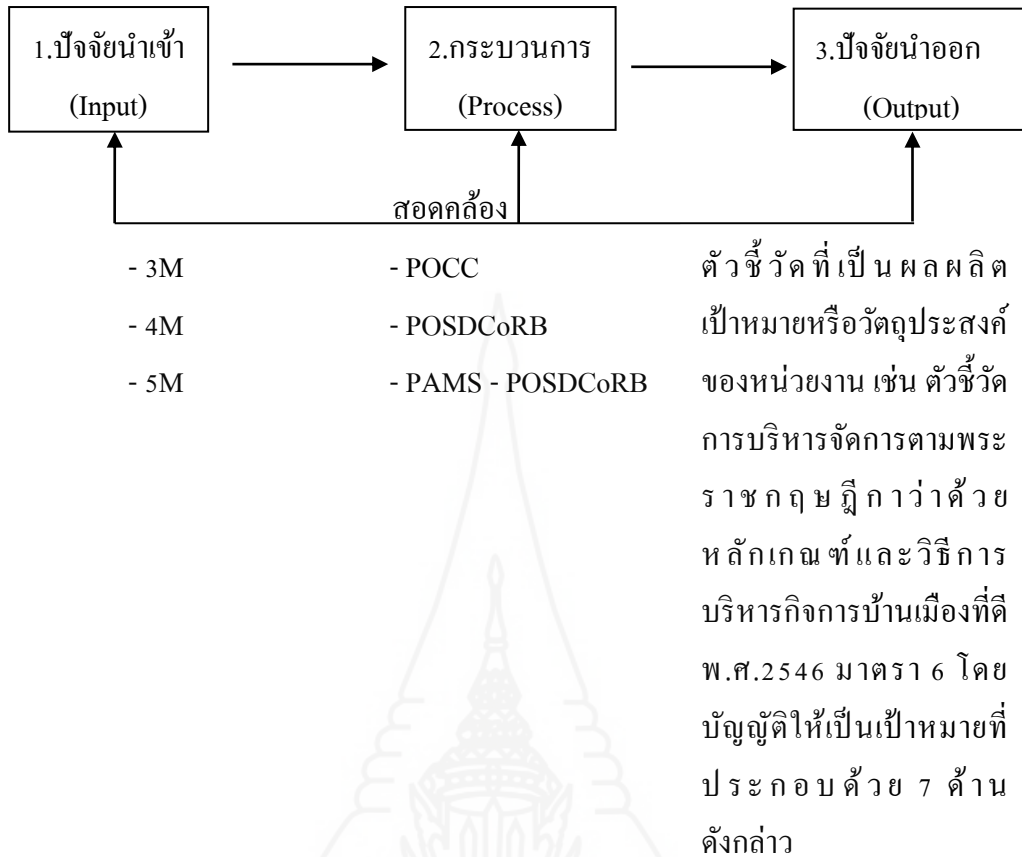 1.ปัจจัยนำเข้า
(Input)
2.กระบวนการ
(Process)
3.ปัจจัยนำออก
(Output)
สอดคล้อง
- 3M
- 4M
- 5M
- POCC
- POSDCoRB
- PAMS - POSDCoRB
ตัวชี้วัดที่เป็นผลผลิต
เป้าหมายหรือวัตถุประสงค์
ของหน่วยงาน เช่น ตัวชี้วัด
การบริหารจัดการตามพระ
ราชกฤษฎีกาว่าด้วย
หลักเกณฑ์และวิธีการ
บริหารกิจการบ้านเมืองที่ดี
พ.ศ.2546 มาตรา 6 โดย
บัญญัติให้เป็นเป้าหมายที่
ประกอบด้วย 7 ด้าน
ดังกล่าว